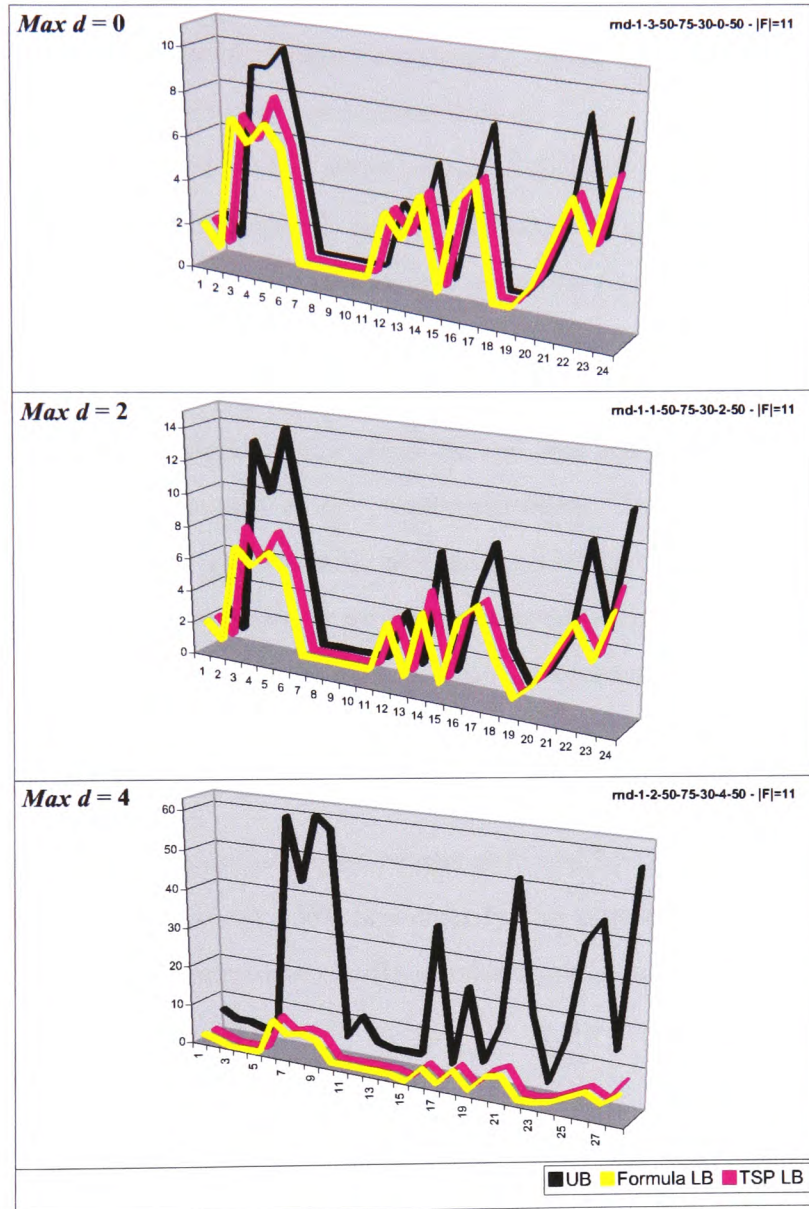 Max d = 0
rnd-1-3-50-75-30-0-50 - |F|=11
10
8
6
4
2
0
1 2 3 4 5 6 7 8 9 10 11 12 13 14 15 16 17 18 19 20 21 22 23 24
Max d = 2
rnd-1-1-50-75-30-2-50 - |F|=11
14
12
10
8
6
4
2
0
1 2 3 4 5 6 7 8 9 10 11 12 13 14 15 16 17 18 19 20 21 22 23 24
Max d = 4
rnd-1-2-50-75-30-4-50 - |F|=11
60
50
40
30
20
10
0
1 3 5 7 9 11 13 15 17 19 21 23 25 27
UB Formula LB TSP LB